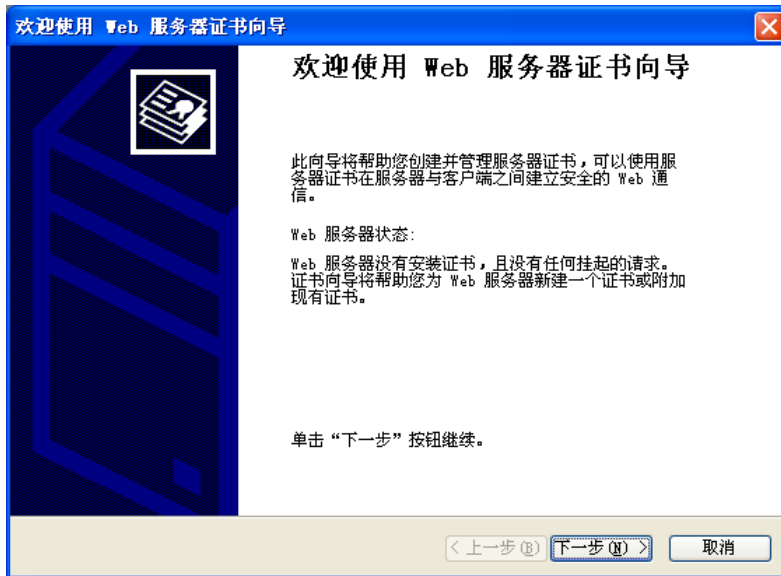 欢迎使用 Web 服务器证书向导
欢迎使用 Web 服务器证书向导
此向导将帮助您创建并管理服务器证书，可以使用服
务器证书在服务器与客户端之间建立安全的 Web 通
信。
Web 服务器状态:
Web 服务器没有安装证书，且没有任何挂起的请求。
证书向导将帮助您为 Web 服务器新建一个证书或附加
现有证书。
单击“下一步”按钮继续。
< 上一步(B) 下一步(N) > 取消